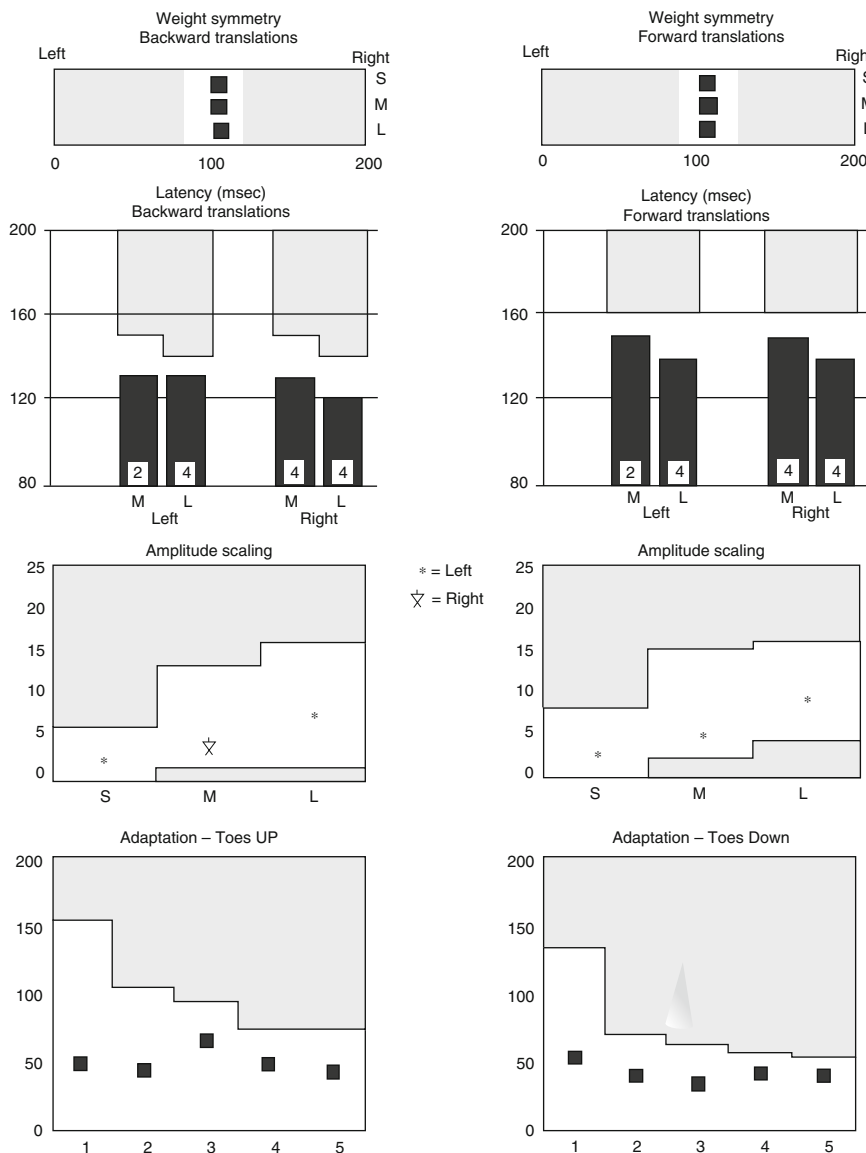 Weight symmetry
Backward translations
Left
Right
S
M
L
0 100 200
Weight symmetry
Forward translations
Left
Right
S
M
0 100 200
Latency (msec)
Backward translations
200
160
120
80
2 4 4 4
M L M L
Left Right
Latency (msec)
Forward translations
200
160
120
80
2 4 4 4
M L M L
Left Right
Amplitude scaling
25
20
15
10
5
0
* *
S M L
* = Left
= Right
Amplitude scaling
25
20
15
10
5
0
* * *
S M L
Adaptation – Toes UP
200
150
100
50
0
1 2 3 4 5
Adaptation – Toes Down
200
150
100
50
0
1 2 3 4 5